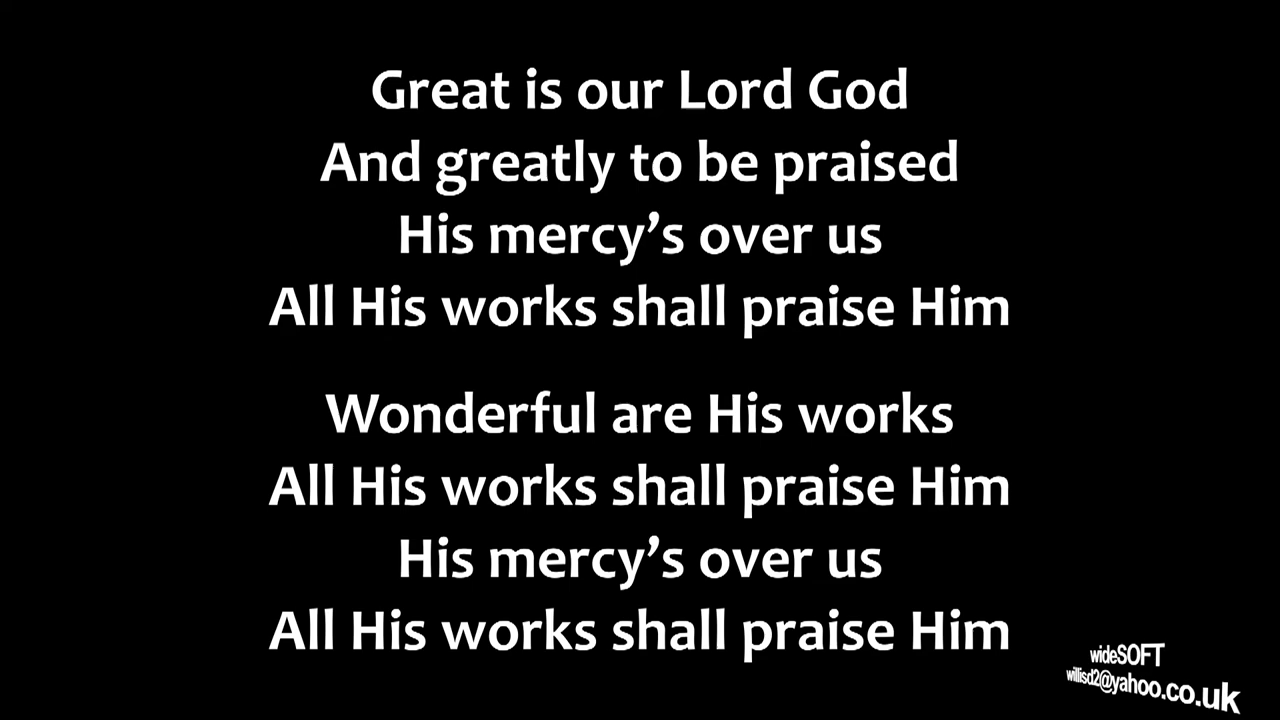 Great is our Lord God
And greatly to be praised
His mercy’s over us
All His works shall praise Him
Wonderful are His works
All His works shall praise Him
His mercy’s over us
All His works shall praise Him
wideSOFT
willisd2@yahoo.co.uk